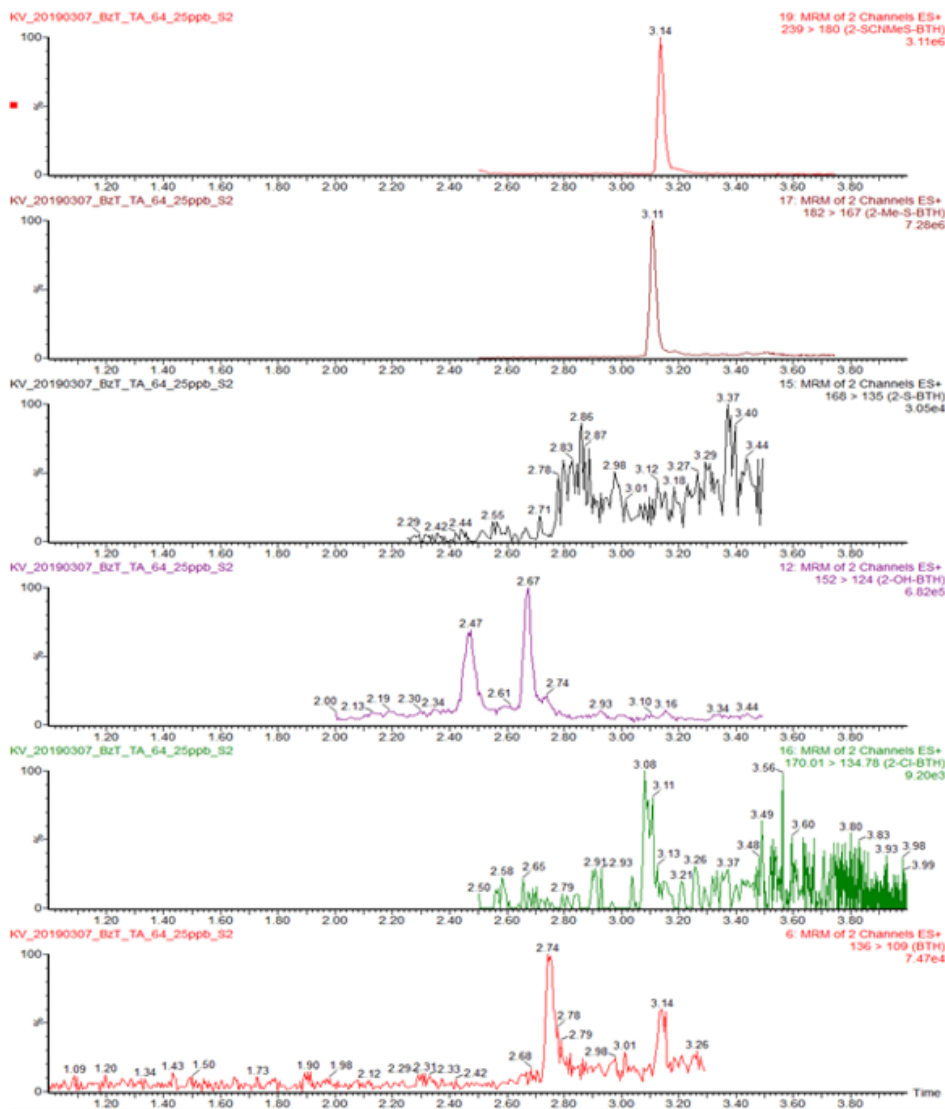 KV_20190307_BzT_TA_64_25ppb_S2
19: MRM of 2 Channels ES+
239 > 180 (2-SCNMeS-BTH)
3.11e6
100
3.14
%
0
1.20 1.40 1.60 1.80 2.00 2.20 2.40 2.60 2.80 3.00 3.20 3.40 3.60 3.80
KV_20190307_BzT_TA_64_25ppb_S2
17: MRM of 2 Channels ES+
182 > 167 (2-Me-S-BTH)
7.28e6
100
3.11
%
0
1.20 1.40 1.60 1.80 2.00 2.20 2.40 2.60 2.80 3.00 3.20 3.40 3.60 3.80
KV_20190307_BzT_TA_64_25ppb_S2
15: MRM of 2 Channels ES+
168 > 135 (2-S-BTH)
3.05e4
100
%
0
2.29 2.42 2.44 2.55 2.71 2.78 2.83 2.86 2.87 2.98 3.01 3.12 3.18 3.27 3.29 3.37 3.40 3.44
1.20 1.40 1.60 1.80 2.00 2.20 2.40 2.60 2.80 3.00 3.20 3.40 3.60 3.80
KV_20190307_BzT_TA_64_25ppb_S2
12: MRM of 2 Channels ES+
152 > 124 (2-OH-BTH)
6.82e5
100
%
0
2.00 2.13 2.19 2.30 2.34 2.47 2.61 2.67 2.74 2.93 3.10 3.16 3.34 3.44
1.20 1.40 1.60 1.80 2.00 2.20 2.40 2.60 2.80 3.00 3.20 3.40 3.60 3.80
KV_20190307_BzT_TA_64_25ppb_S2
16: MRM of 2 Channels ES+
170.01 > 134.78 (2-Cl-BTH)
9.20e3
100
%
0
2.50 2.58 2.65 2.79 2.91 2.93 3.08 3.11 3.13 3.21 3.26 3.37 3.48 3.49 3.56 3.60 3.80 3.83 3.93 3.98 3.99
1.20 1.40 1.60 1.80 2.00 2.20 2.40 2.60 2.80 3.00 3.20 3.40 3.60 3.80
KV_20190307_BzT_TA_64_25ppb_S2
6: MRM of 2 Channels ES+
136 > 109 (BTH)
7.47e4
100
%
0
1.09 1.20 1.34 1.43 1.50 1.73 1.90 1.98 2.12 2.29 2.31 2.33 2.42 2.68 2.74 2.78 2.79 2.98 3.01 3.14 3.26
1.20 1.40 1.60 1.80 2.00 2.20 2.40 2.60 2.80 3.00 3.20 3.40 3.60 3.80
Time